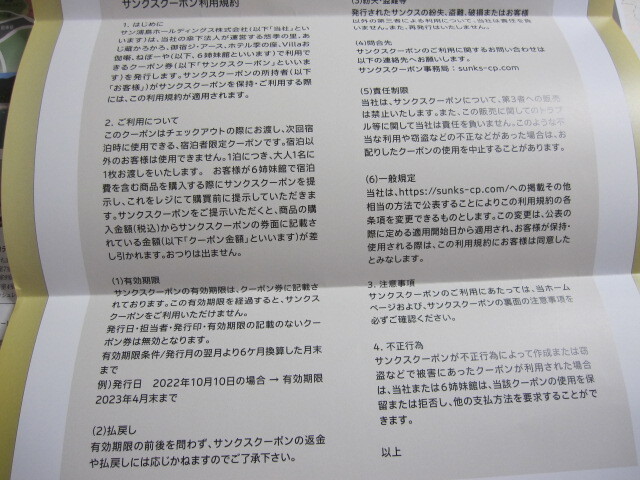 サンクスクーポン利用規約
1. はじめに
サン浦島ホールディングス株式会社(以下「当社」とい
います)は、当社の傘下法人が運営する悠季の里、あ
じ蔵かろから、御宿ジ・アース、ホテル季の座、Villaお
伽噺、ねぼーや(以下、6姉妹館といいます)で利用で
きるクーポン券(以下「サンクスクーポン」といいま
す)を発行します。サンクスクーポンの所持者(以下
「お客様」)がサンクスクーポンを保持・ご利用する際
には、この利用規約が適用されます。
2. ご利用について
このクーポンはチェックアウトの際にお渡し、次回宿
泊時に使用できる、宿泊者限定クーポンです。宿泊以
外のお客様は使用できません。1泊につき、大人1名に
1枚お渡しをいたします。 お客様が6姉妹館で宿泊
費を含む商品を購入する際にサンクスクーポンを提
示し、これをレジにて購買前に提示していただきま
す。サンクスクーポンをご提示いただくと、商品の購
入金額(税込)からサンクスクーポンの券面に記載さ
れている金額(以下「クーポン金額」といいます)が差
し引かれます。おつりは出ません。
(1)有効期限
サンクスクーポンの有効期限は、クーポン券に記載さ
れております。この有効期限を経過すると、サンクス
クーポンをご利用いただけません。
発行日・担当者・発行印・有効期限の記載のないクー
ポン券は無効となります。
有効期限条件/発行月の翌月より6ケ月換算した月末
まで
例)発行日 2022年10月10日の場合 → 有効期限
2023年4月末まで
(2)払戻し
有効期限の前後を問わず、サンクスクーポンの返金
や払戻しには応じかねますのでご了承下さい。
(3)紛失・盗難等
発行されたサンクスの紛失、盗難、破損またはお客様
以外の第三者による利用について、当社は責任を負
いません。また、再発行はいたしません。
(4)問合先
サンクスクーポンのご利用に関するお問い合わせは
以下の連絡先へお願いします。
サンクスクーポン事務局:sunks-cp.com
(5)責任制限
当社は、サンクスクーポンについて、第3者への販売
は禁止いたします。また、この販売に関してのトラブ
ル等に関して当社は責任を負いません。このような不
当な利用や窃盗などの不正などがあった場合は、お
配りしたクーポンの使用を中止することがあります。
(6)一般規定
当社は、https://sunks-cp.com/への掲載その他
相当の方法で公表することによりこの利用規約の各
条項を変更できるものとします。この変更は、公表の
際に定める適用開始日から適用され、お客様が保持・
使用される際は、この利用規約にお客様は同意した
とみなします。
3. 注意事項
サンクスクーポンのご利用にあたっては、当ホーム
ページおよび、サンクスクーポンの裏面の注意事項を
必ずご確認ください。
4. 不正行為
サンクスクーポンが不正行為によって作成または窃
盗などで被害にあったクーポンが利用された場合
は、当社または6姉妹館は、当該クーポンの使用を保
留または拒否し、他の支払方法を要求することがで
きます。
以上